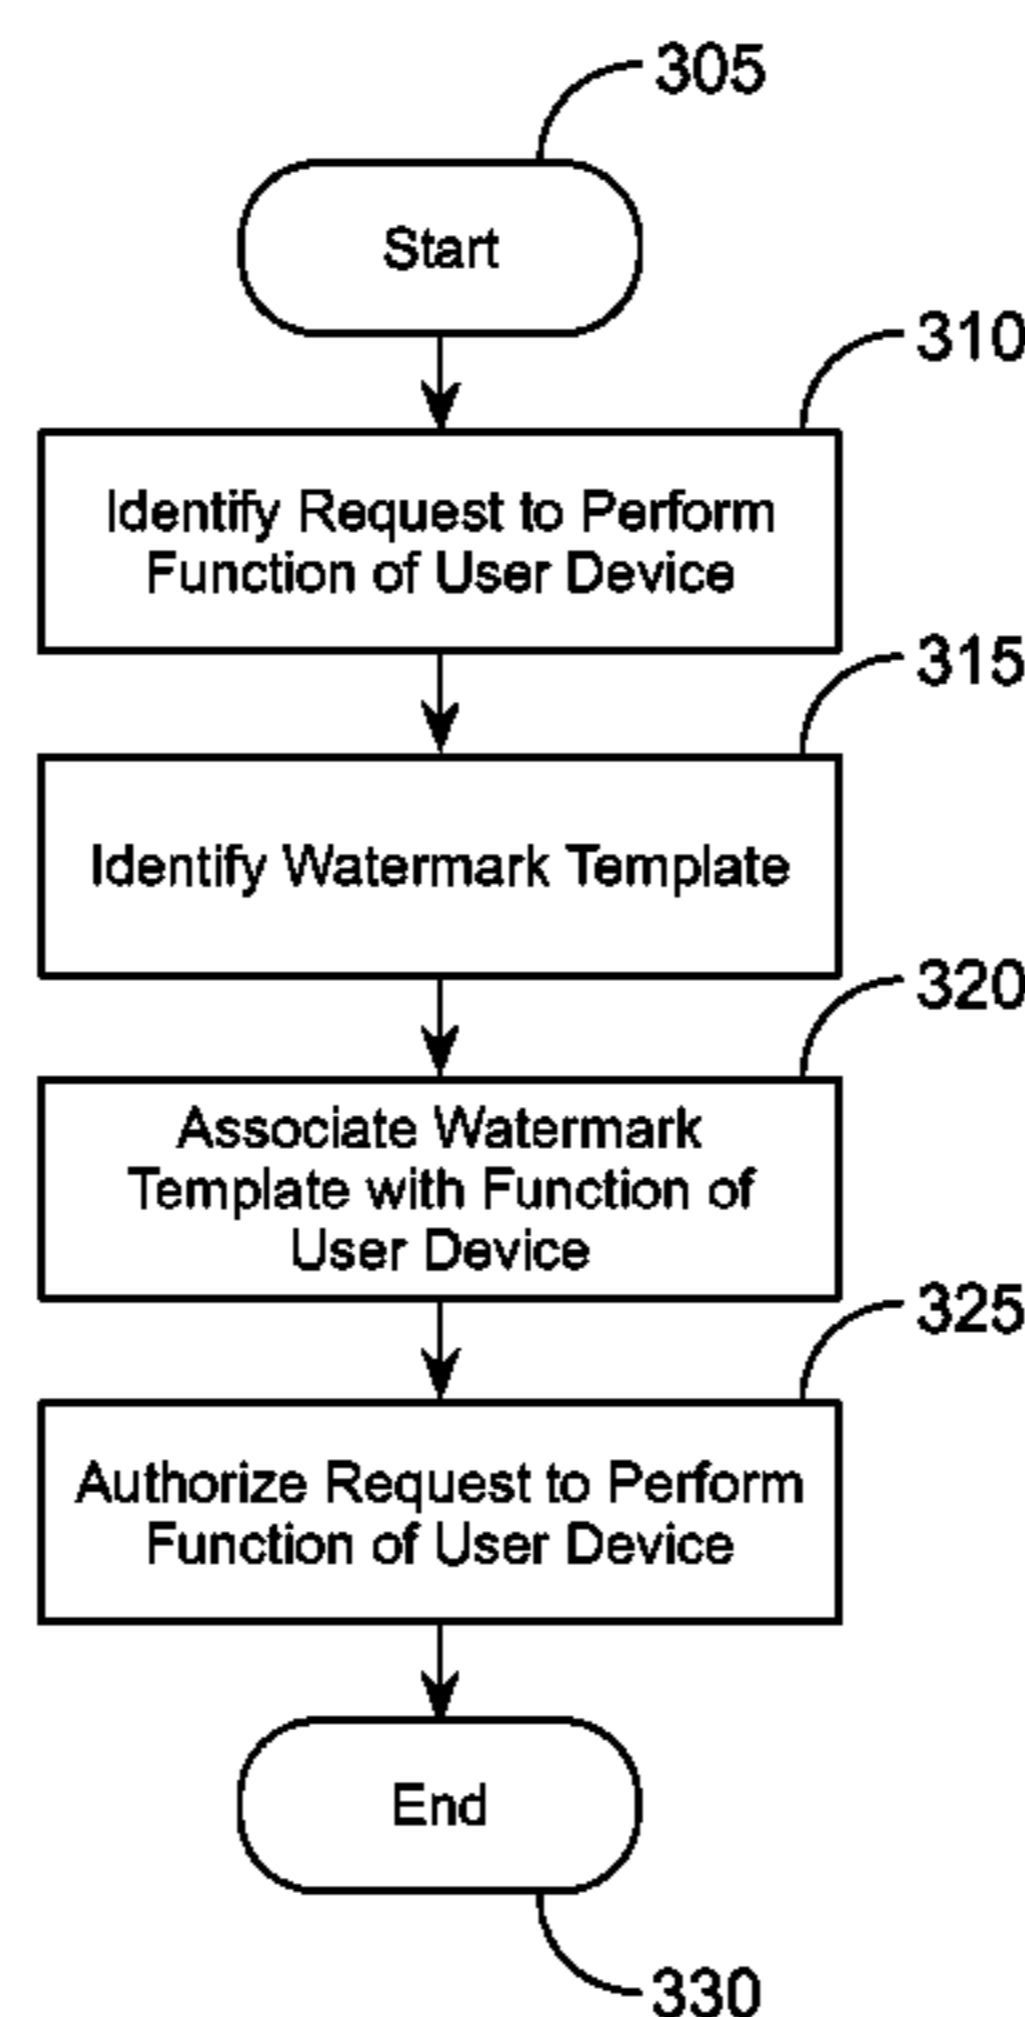 305
Start
310
Identify Request to Perform
Function of User Device
315
Identify Watermark Template
320
Associate Watermark
Template with Function of
User Device
325
Authorize Request to Perform
Function of User Device
End
330